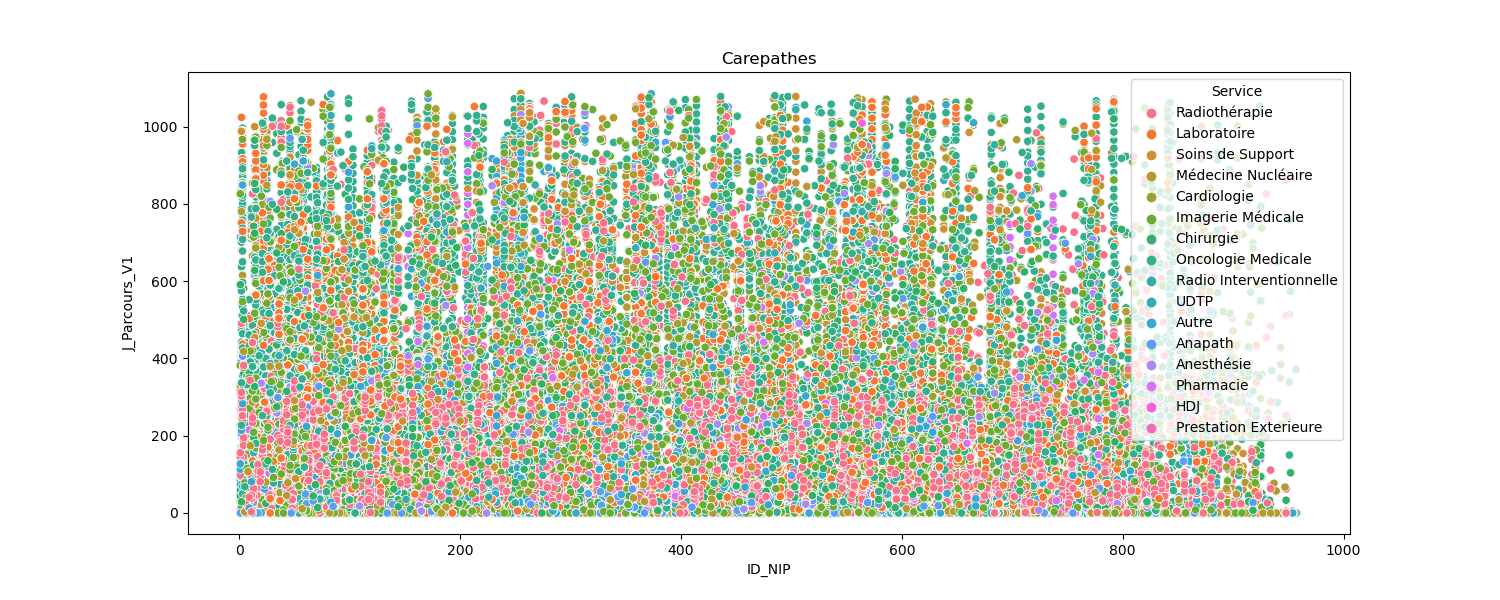 Carepathes
J_Parcours_V1
1000
800
600
400
200
0
0 200 400 600 800 1000
ID_NIP
Service
Radiothérapie
Laboratoire
Soins de Support
Médecine Nucléaire
Cardiologie
Imagerie Médicale
Chirurgie
Oncologie Medicale
Radio Interventionnelle
UDTP
Autre
Anapath
Anesthésie
Pharmacie
HDJ
Prestation Exterieure